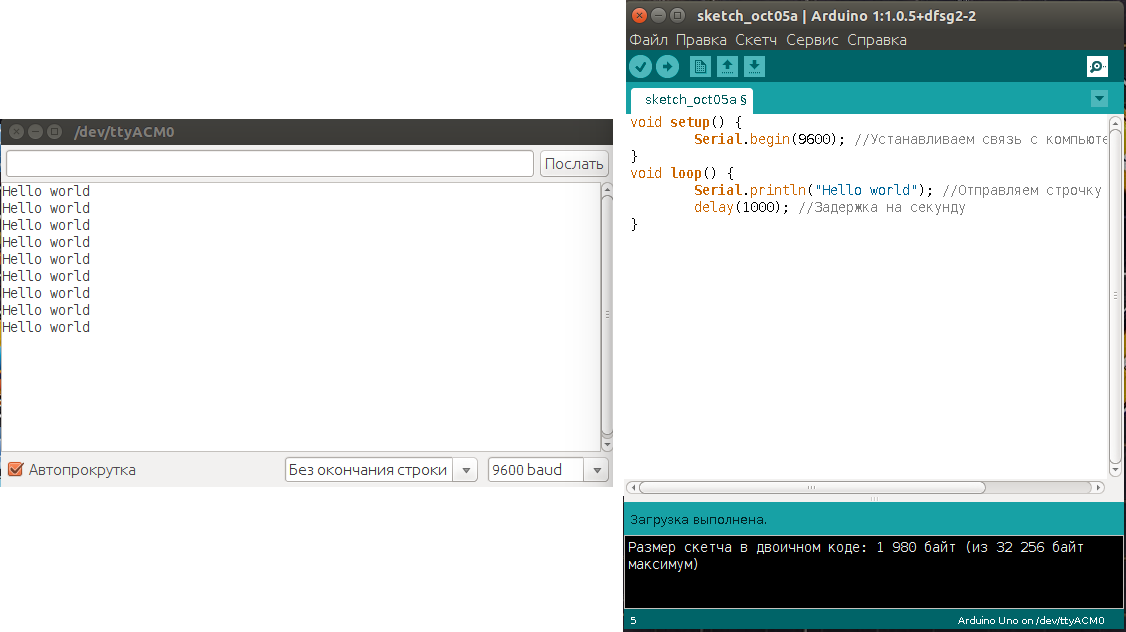 /dev/ttyACM0
Послать
Hello world
Hello world
Hello world
Hello world
Hello world
Hello world
Hello world
Hello world
Hello world
Автопрокрутка
Без окончания строки
9600 baud
sketch_oct05a | Arduino 1:1.0.5+dfsg2-2
Файл Правка Скетч Сервис Справка
sketch_oct05a §
void setup() {
Serial.begin(9600); //Устанавливаем связь с компьюте
}
void loop() {
Serial.println("Hello world"); //Отправляем строчку
delay(1000); //Задержка на секунду
}
Загрузка выполнена.
Размер скетча в двоичном коде: 1 980 байт (из 32 256 байт
максимум)
5
Arduino Uno on /dev/ttyACM0